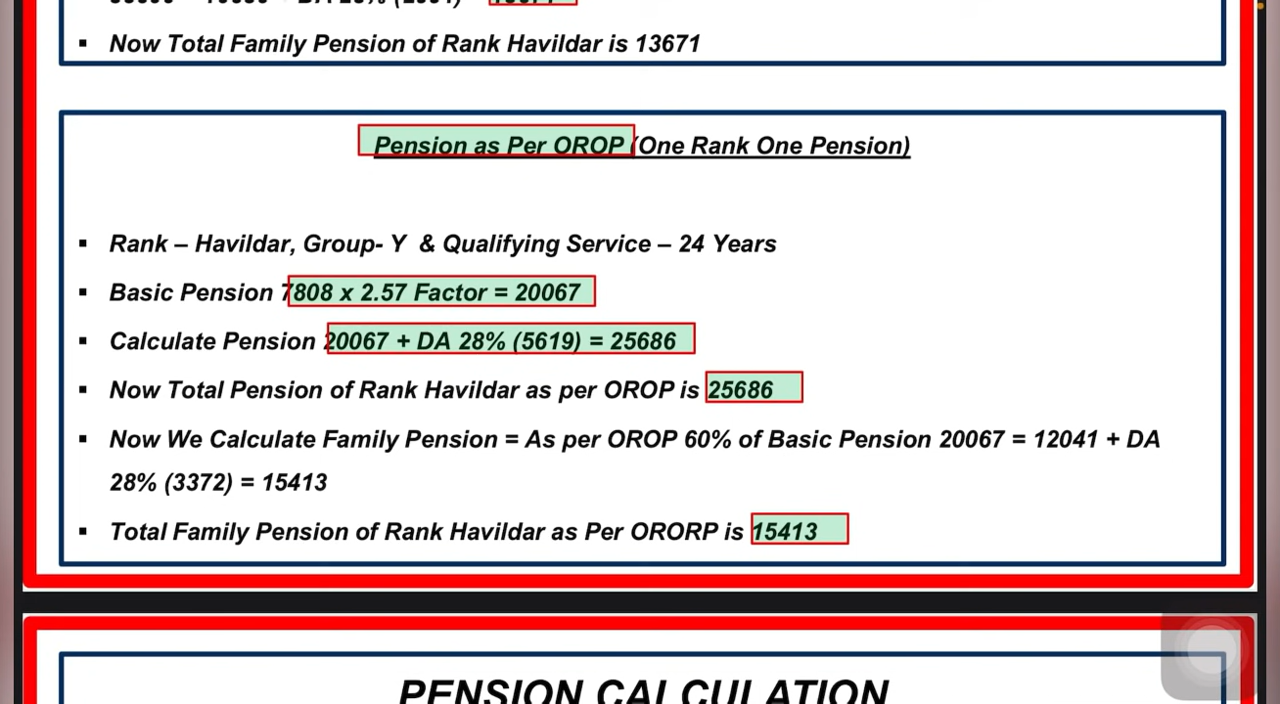 ▪ Now Total Family Pension of Rank Havildar is 13671
Pension as Per OROP (One Rank One Pension)
▪ Rank – Havildar, Group- Y & Qualifying Service – 24 Years
▪ Basic Pension 7808 x 2.57 Factor = 20067
▪ Calculate Pension 20067 + DA 28% (5619) = 25686
▪ Now Total Pension of Rank Havildar as per OROP is 25686
▪ Now We Calculate Family Pension = As per OROP 60% of Basic Pension 20067 = 12041 + DA
28% (3372) = 15413
▪ Total Family Pension of Rank Havildar as Per ORORP is 15413
PENSION CALCULATION